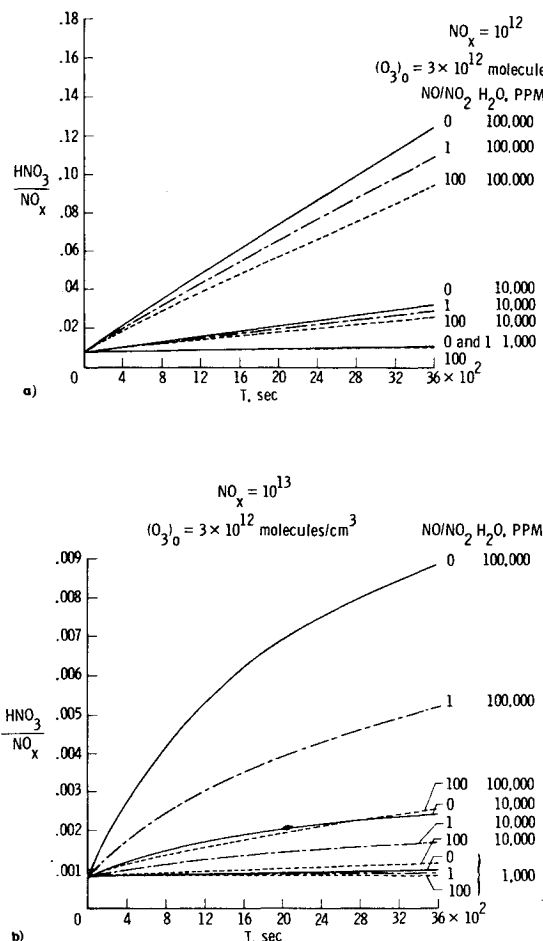 NOx = 10^12
(O3)0 = 3 × 10^12 molecule
NO/NO2 H2O, PPM
.18
.16
.14
.12
.10
.08
.06
.04
.02
HNO3
NOx
0 100,000
1 100,000
100 100,000
0 10,000
1 10,000
100 10,000
0 and 1 1,000
100
0 4 8 12 16 20 24 28 32 36 × 10^2
T, sec
a)
NOx = 10^13
(O3)0 = 3 × 10^12 molecules/cm^3
NO/NO2 H2O, PPM
.009
.008
.007
.006
.005
.004
.003
.002
.001
HNO3
NOx
0 100,000
1 100,000
100 100,000
0 10,000
1 10,000
100 10,000
0
1 1,000
100
0 4 8 12 16 20 24 28 32 36 × 10^2
T, sec
b)